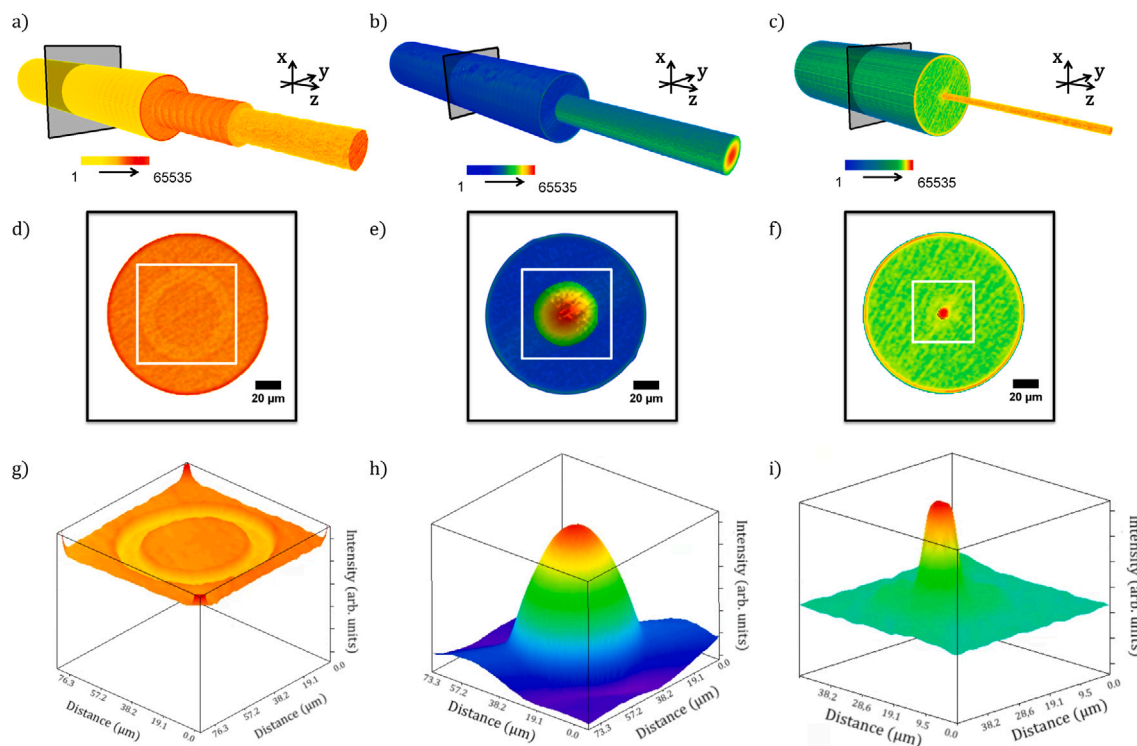 a)
b)
c)
x
y
z
x
y
z
x
y
z
1
65535
1
65535
1
65535
d)
e)
f)
20 µm
20 µm
20 µm
g)
h)
i)
Intensity (arb. units)
Intensity (arb. units)
Intensity (arb. units)
76.3
57.2
38.2
19.1
0.0
Distance (µm)
76.3
57.2
38.2
19.1
0.0
Distance (µm)
73.3
57.2
38.2
19.1
0.0
Distance (µm)
73.3
57.2
38.2
19.1
0.0
Distance (µm)
38.2
28.6
19.1
9.5
0.0
Distance (µm)
38.2
28.6
19.1
9.5
0.0
Distance (µm)